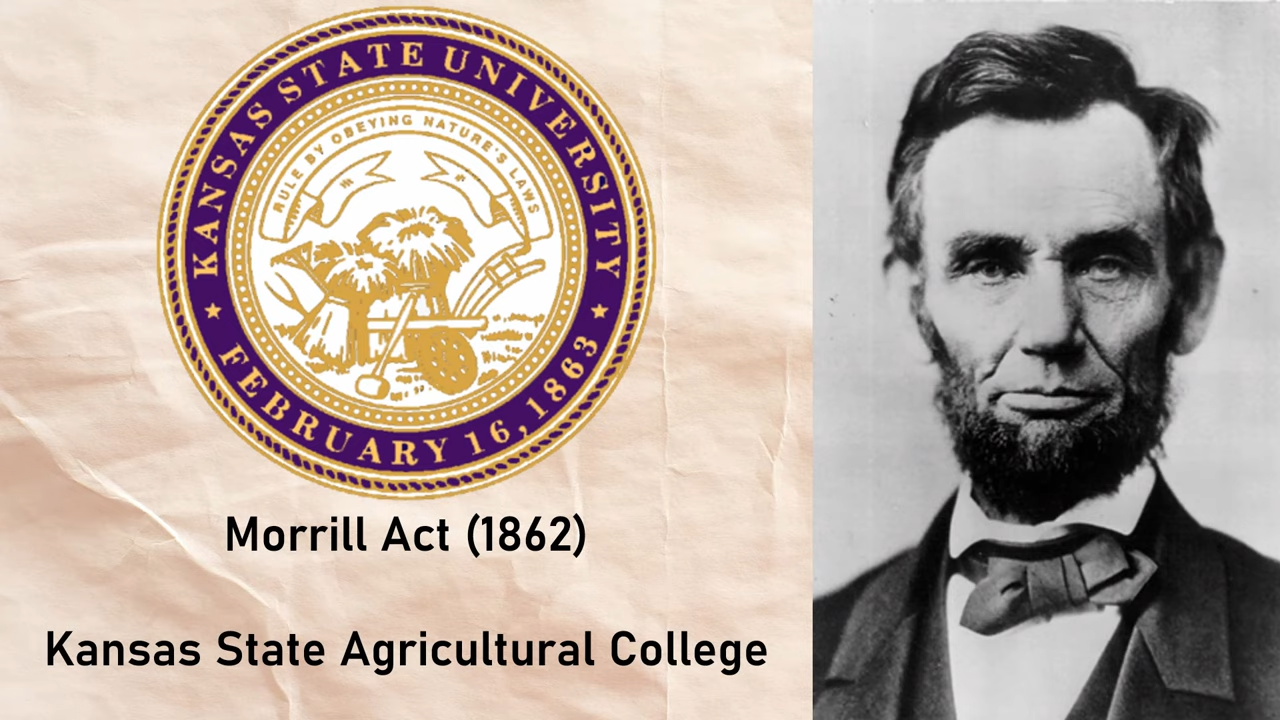 KANSAS STATE UNIVERSITY
RULE BY OBEYING NATURE'S LAWS
FEBRUARY 16, 1863
Morrill Act (1862)
Kansas State Agricultural College